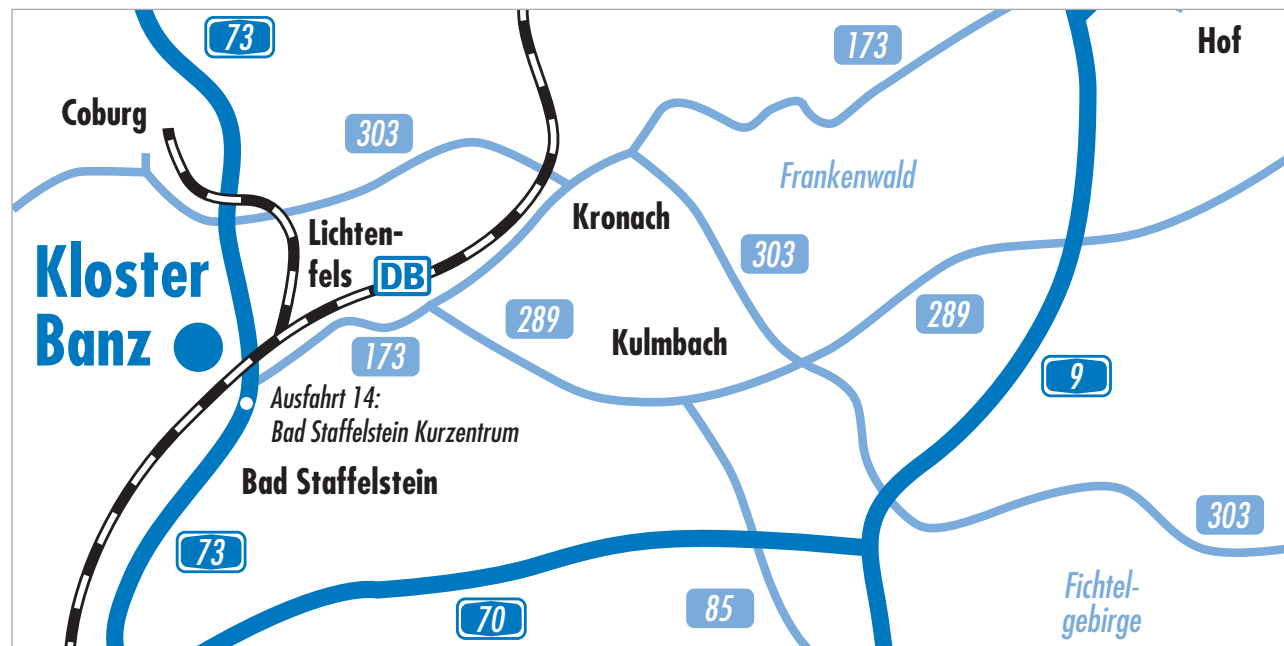 73
Hof
173
Coburg
303
Frankenwald
Kronach
Lichten-
fels
DB
303
Kloster
Banz
289
289
Kulmbach
173
9
Ausfahrt 14:
Bad Staffelstein Kurzentrum
Bad Staffelstein
303
73
70
85
Fichtel-
gebirge